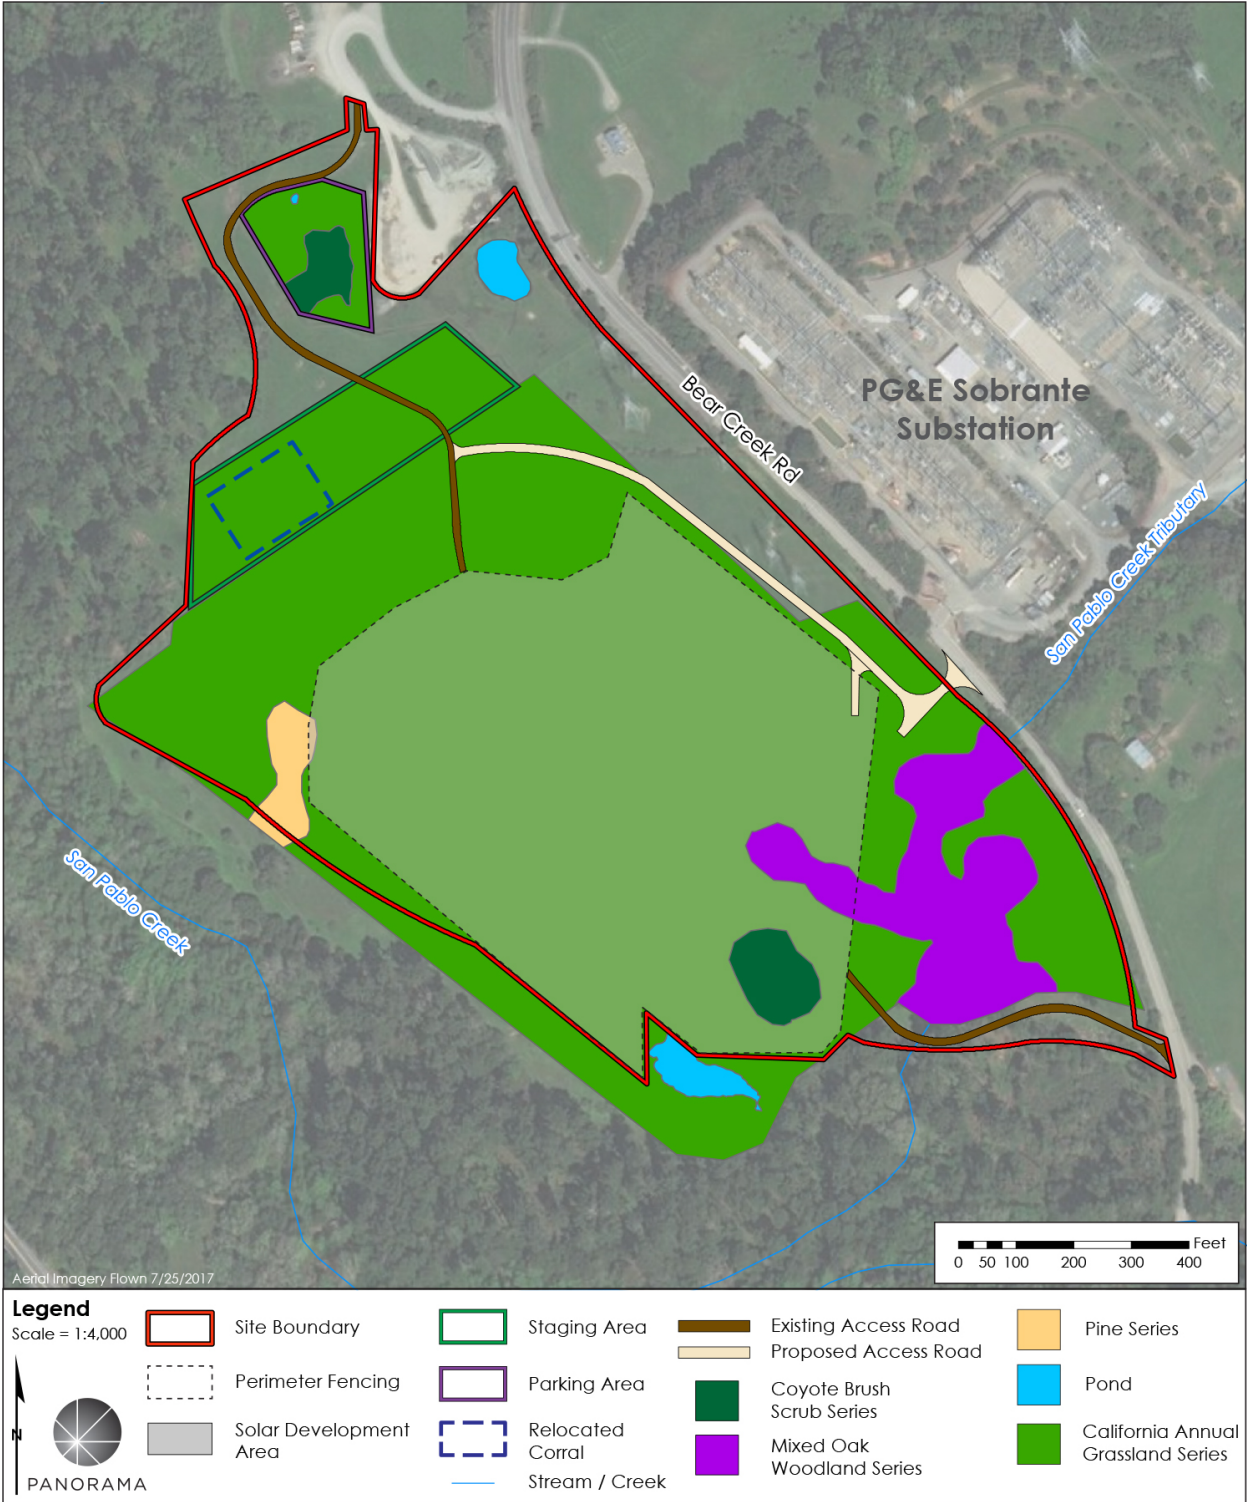 Bear Creek Rd
PG&E Sobrante
Substation
San Pablo Creek Tributary
San Pablo Creek
Feet
0 50 100 200 300 400
Aerial Imagery Flown 7/25/2017
Legend
Scale = 1:4,000
N
PANORAMA
Site Boundary
Perimeter Fencing
Solar Development
Area
Staging Area
Parking Area
Relocated
Corral
Stream / Creek
Existing Access Road
Proposed Access Road
Coyote Brush
Scrub Series
Mixed Oak
Woodland Series
Pine Series
Pond
California Annual
Grassland Series